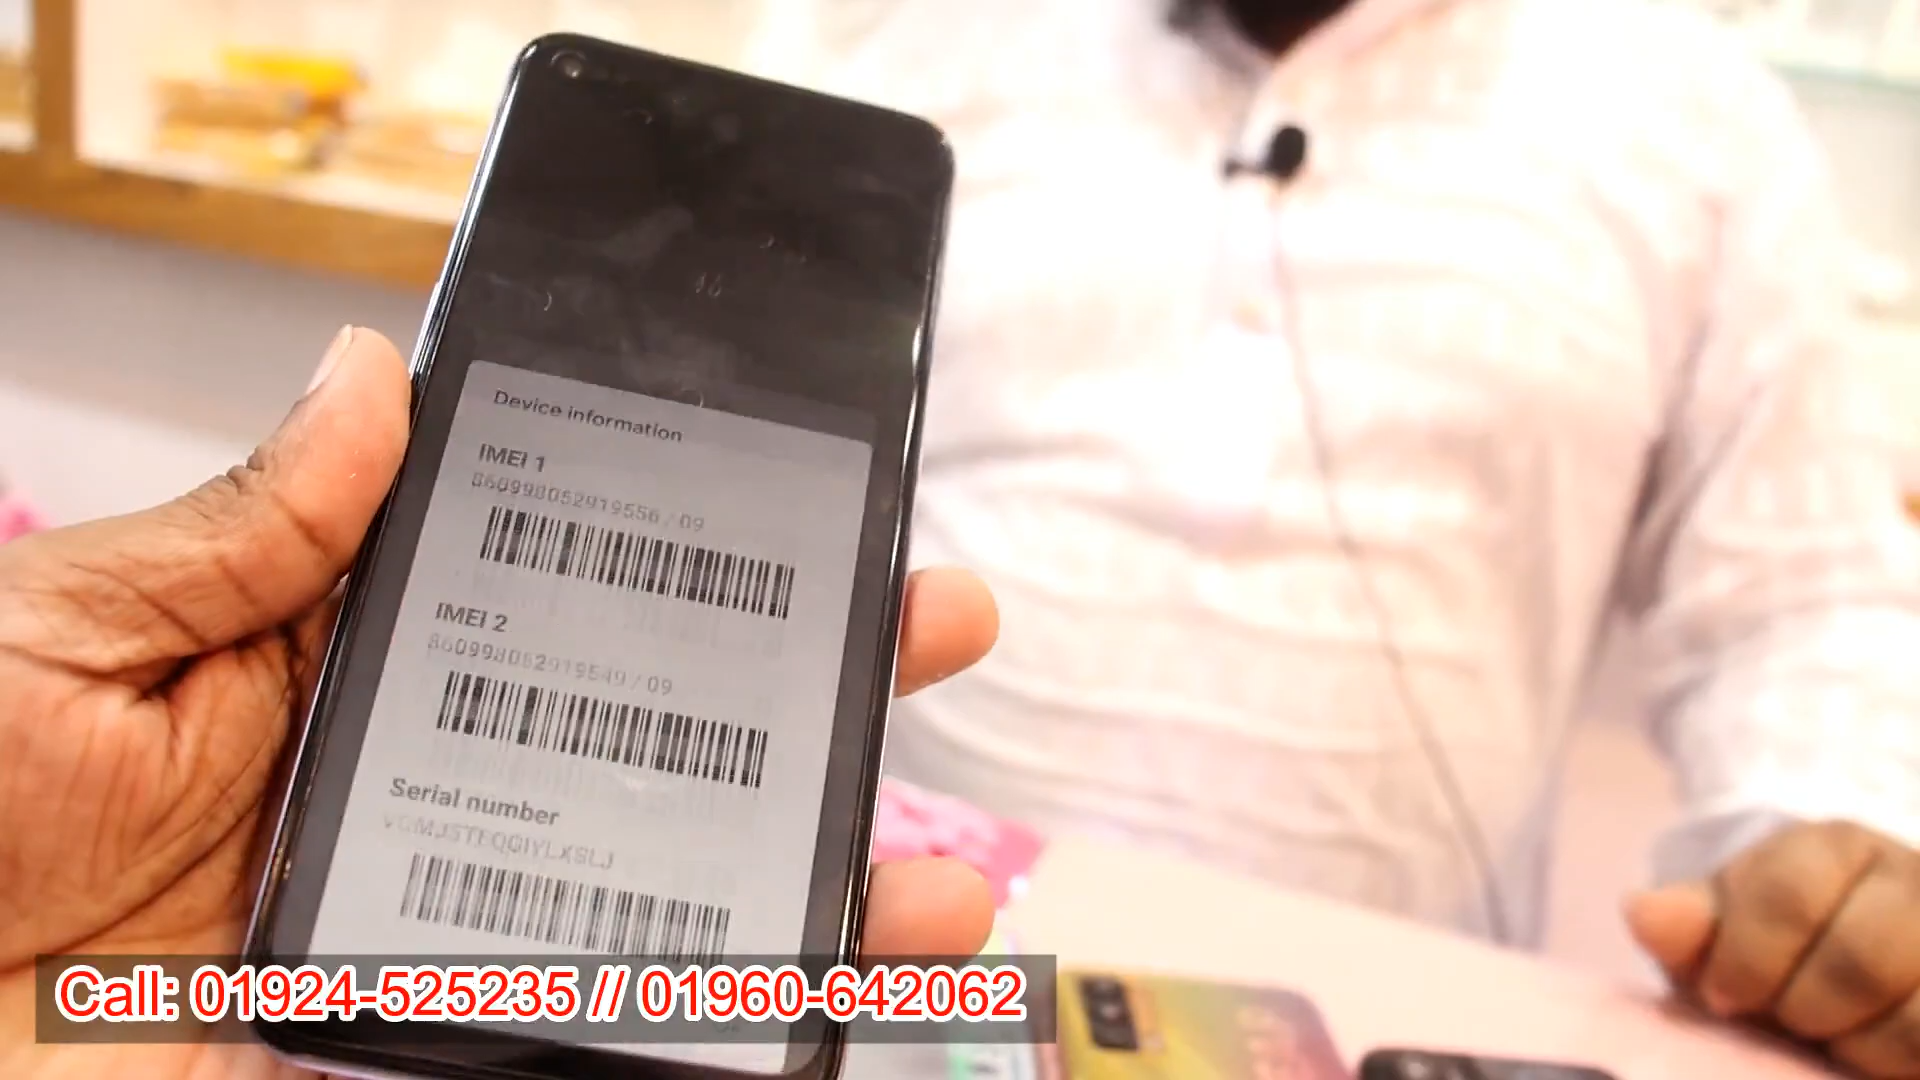 Device information
IMEI 1
860998052919556 / 09
IMEI 2
860998052919549 / 09
Serial number
Call: 01924-525235 // 01960-642062